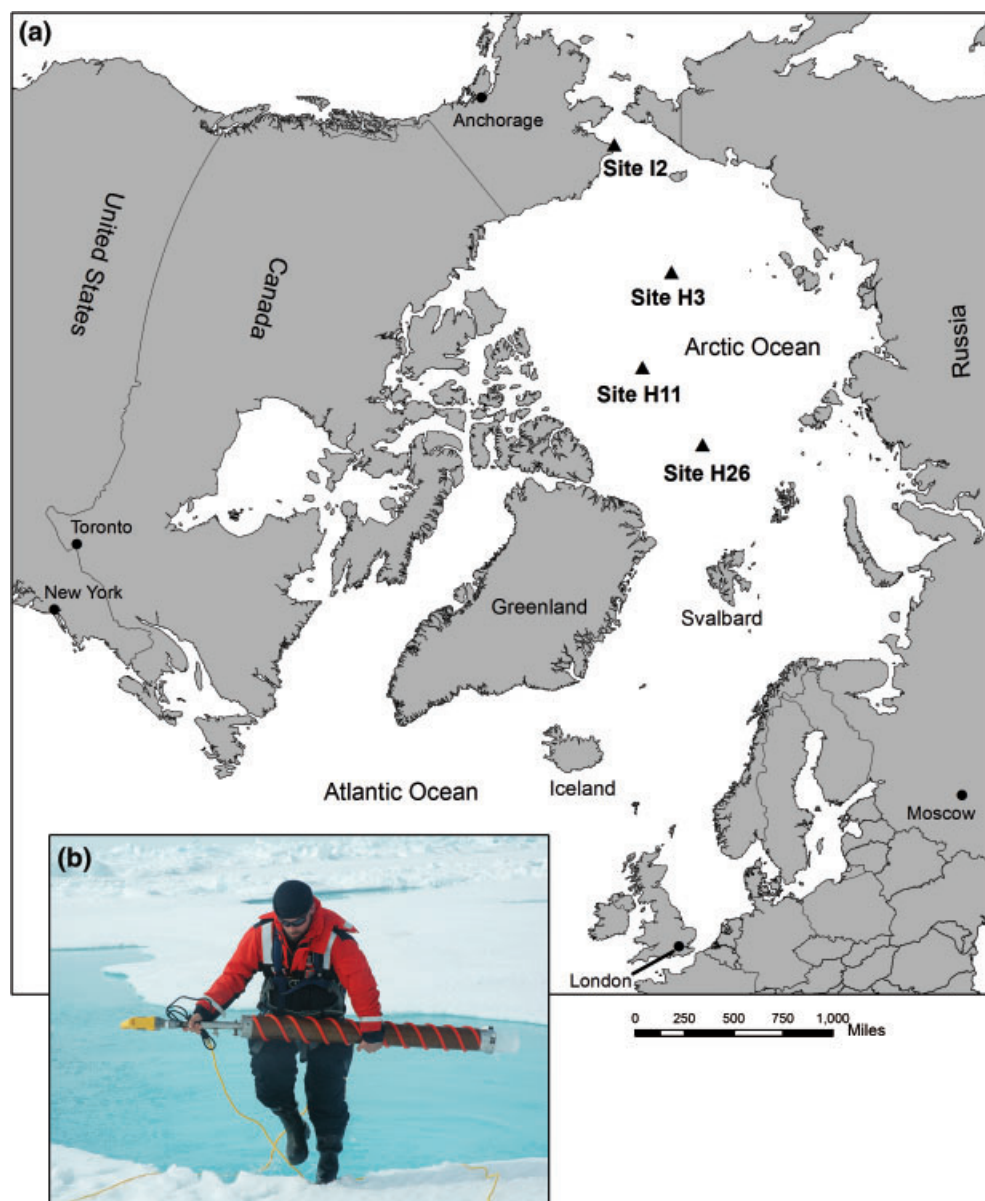 (a)
Anchorage
Site I2
United States
Canada
Site H3
Arctic Ocean
Russia
Site H11
Site H26
Toronto
New York
Greenland
Svalbard
Atlantic Ocean
Iceland
Moscow
London
0 250 500 750 1,000
Miles
(b)